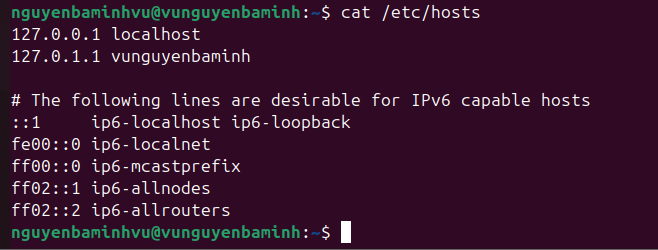 nguyenbaminhvu@vunguyenbaminh:~$ cat /etc/hosts
127.0.0.1 localhost
127.0.1.1 vunguyenbaminh
# The following lines are desirable for IPv6 capable hosts
::1     ip6-localhost ip6-loopback
fe00::0 ip6-localnet
ff00::0 ip6-mcastprefix
ff02::1 ip6-allnodes
ff02::2 ip6-allrouters
nguyenbaminhvu@vunguyenbaminh:~$